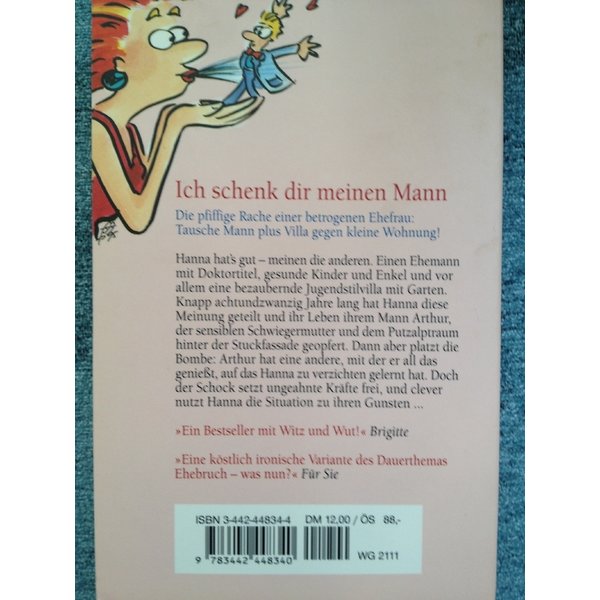 Ich schenk dir meinen Mann
Die pfiffige Rache einer betrogenen Ehefrau:
Tausche Mann plus Villa gegen kleine Wohnung!
Hanna hat's gut – meinen die anderen. Einen Ehemann
mit Doktortitel, gesunde Kinder und Enkel und vor
allem eine bezaubernde Jugendstilvilla mit Garten.
Knapp achtundzwanzig Jahre lang hat Hanna diese
Meinung geteilt und ihr Leben ihrem Mann Arthur,
der sensiblen Schwiegermutter und dem Putzalptraum
hinter der Stuckfassade geopfert. Dann aber platzt die
Bombe: Arthur hat eine andere, mit der er all das
genießt, auf das Hanna zu verzichten gelernt hat. Doch
der Schock setzt ungeahnte Kräfte frei, und clever
nutzt Hanna die Situation zu ihren Gunsten ...
»Ein Bestseller mit Witz und Wut!« Brigitte
»Eine köstlich ironische Variante des Dauerthemas
Ehebruch – was nun?« Für Sie
ISBN 3-442-44834-4 DM 12,00 / ÖS 88,-
9 783442 448340
WG 2111